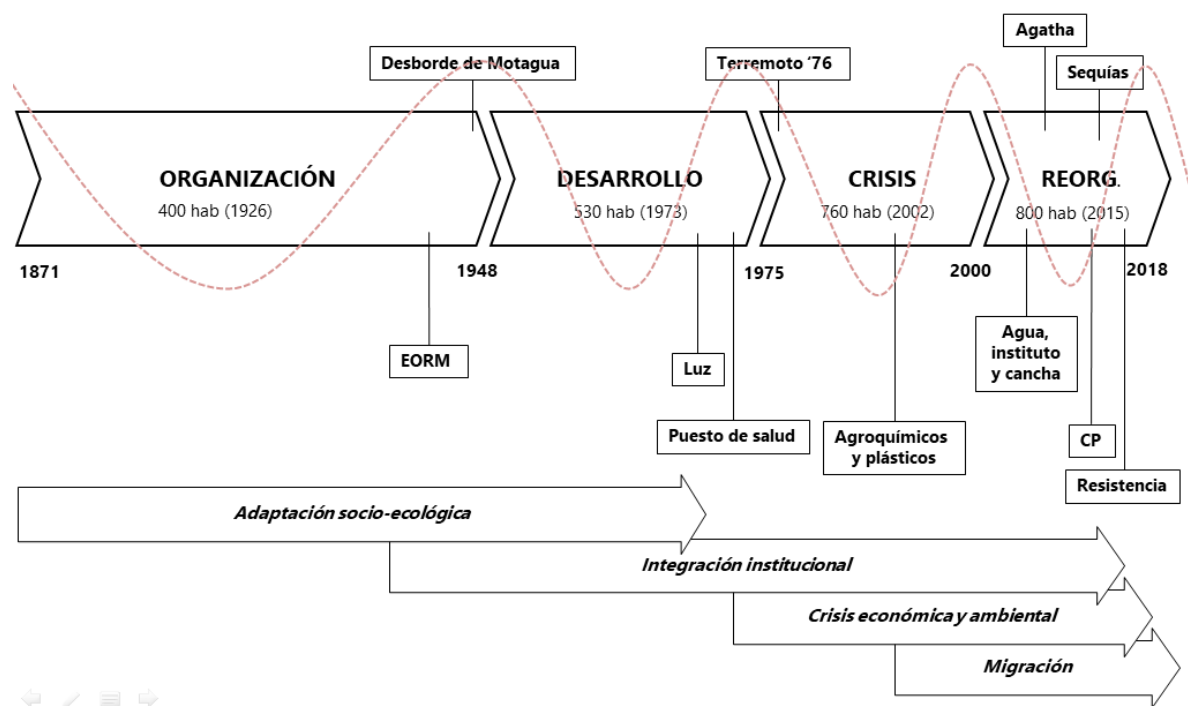 Agatha
Desborde de Motagua
Terremoto ‘76
Sequías
ORGANIZACIÓN
400 hab (1926)
DESARROLLO
530 hab (1973)
CRISIS
760 hab (2002)
REORG.
800 hab (2015)
1871
1948
1975
2000
2018
EORM
Luz
Puesto de salud
Agroquímicos
y plásticos
Agua,
instituto
y cancha
CP
Resistencia
Adaptación socio-ecológica
Integración institucional
Crisis económica y ambiental
Migración